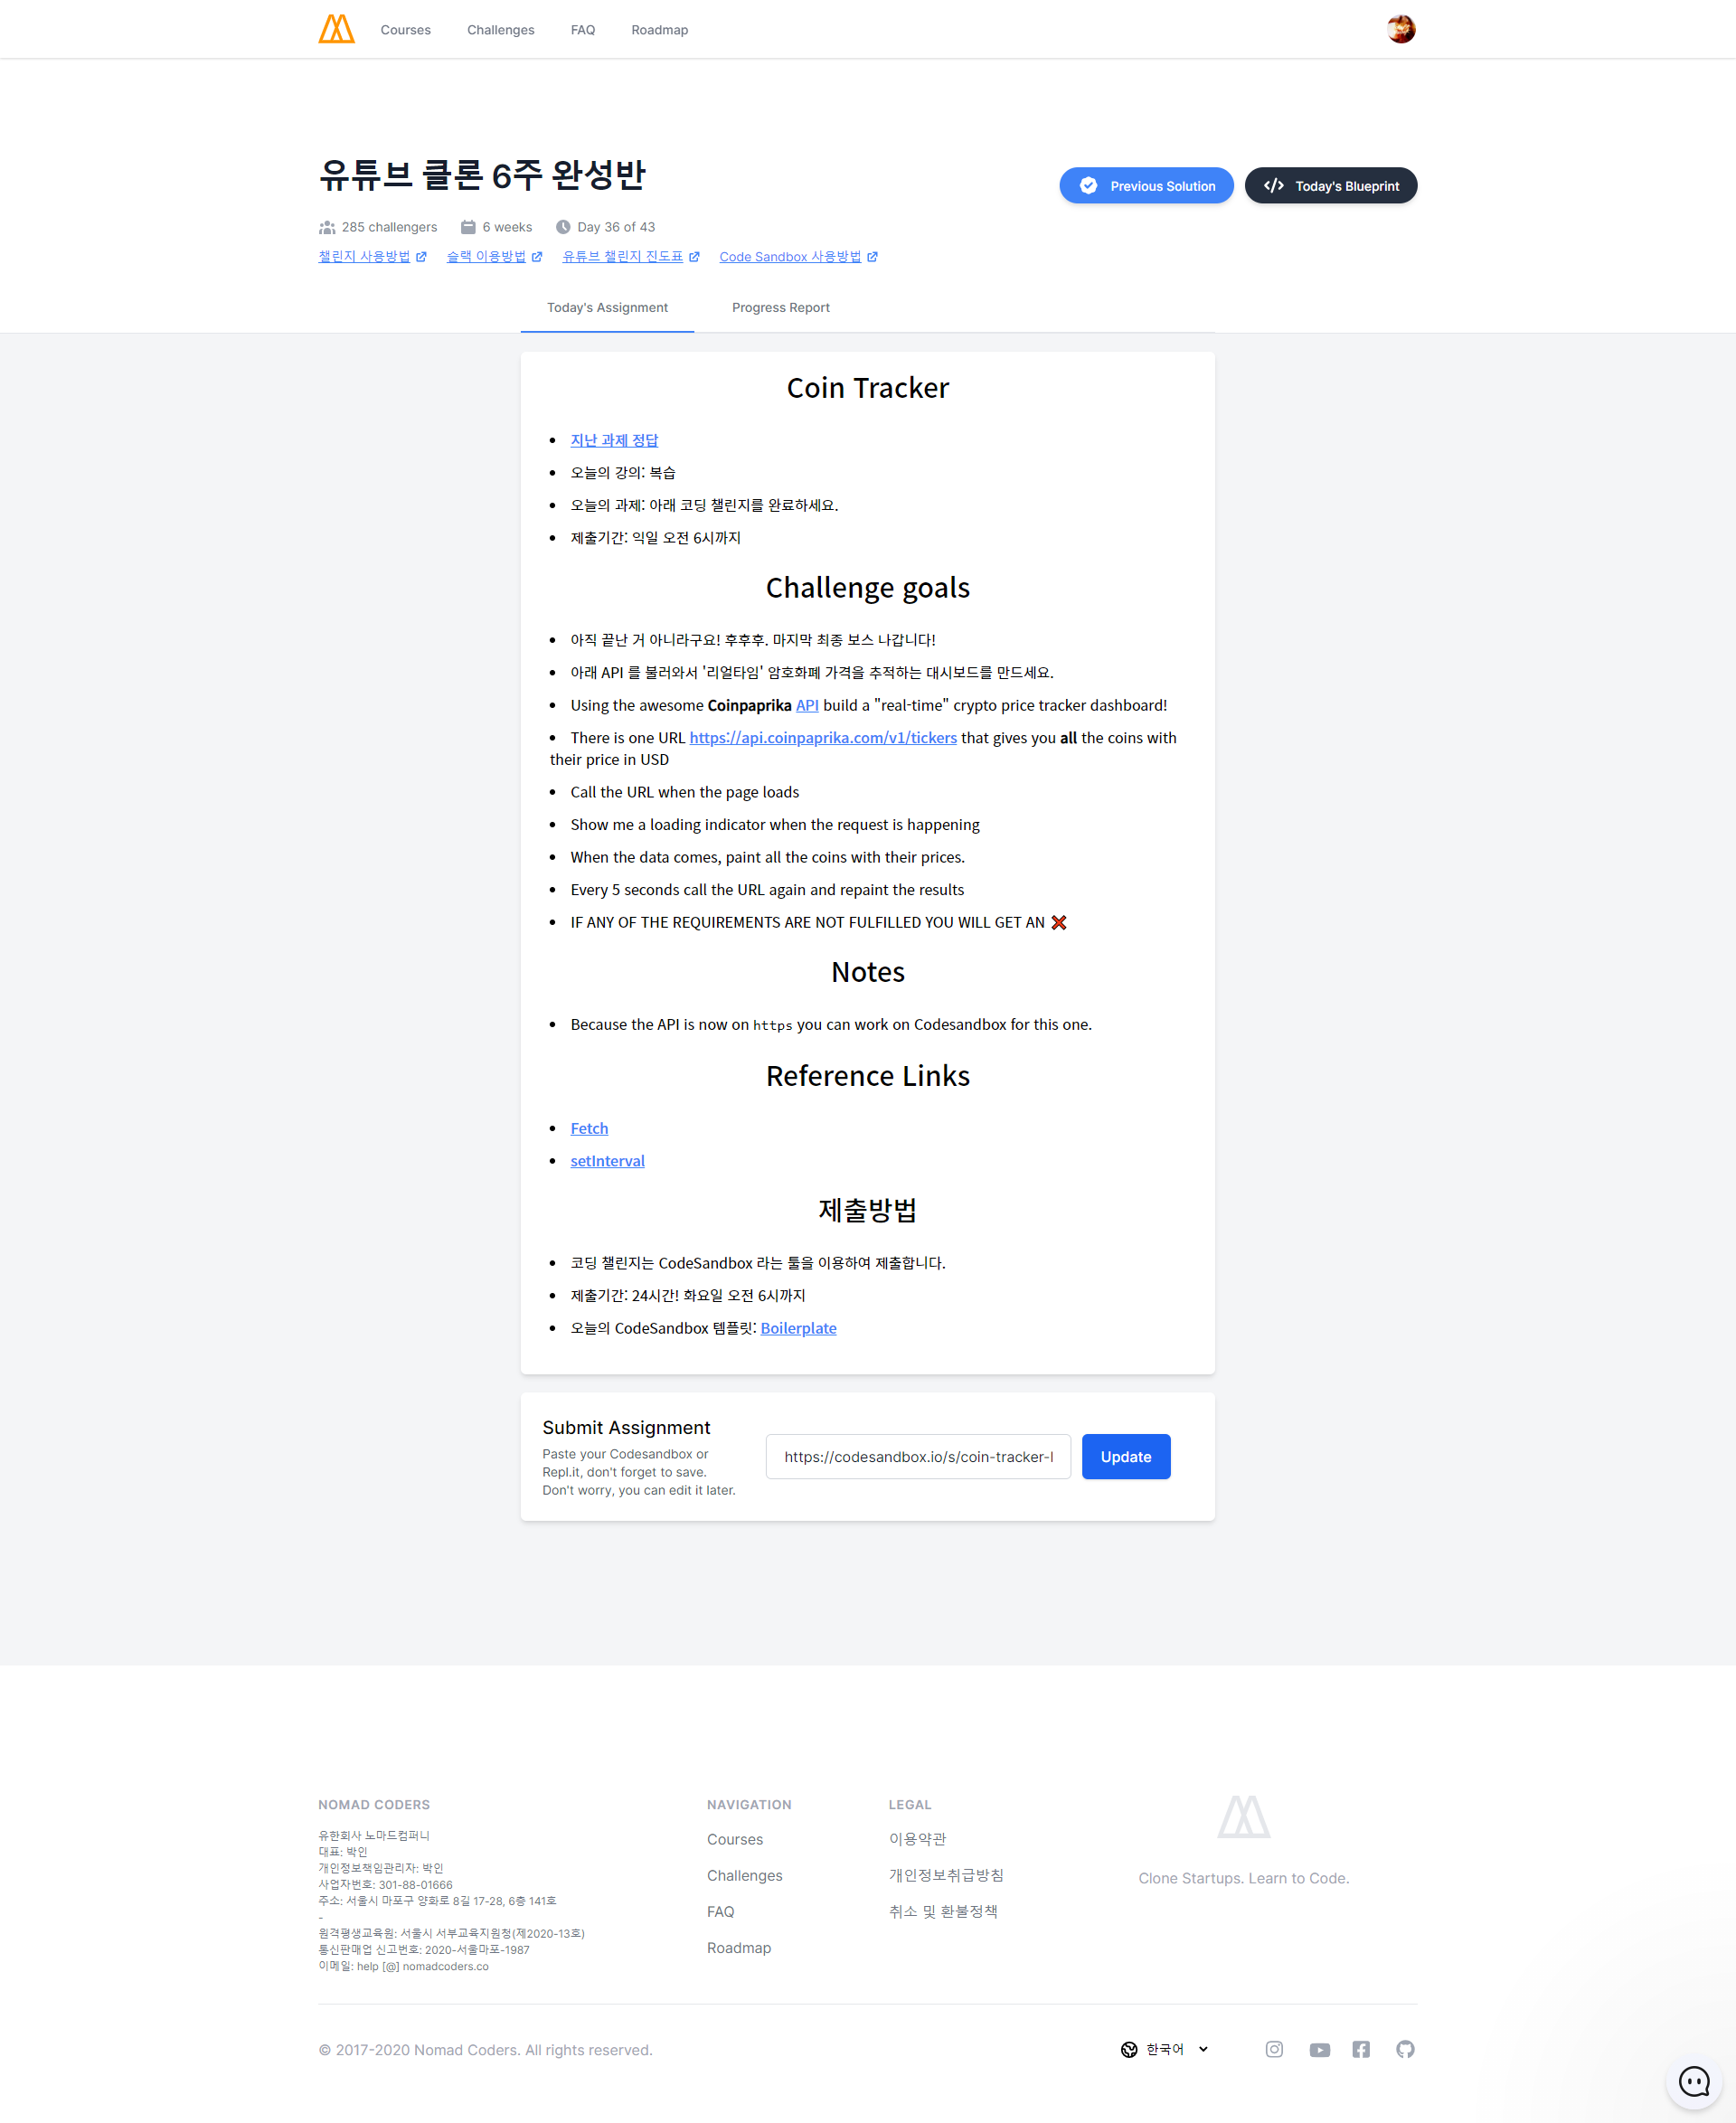 Courses Challenges FAQ Roadmap
유튜브 클론 6주 완성반
Previous Solution Today's Blueprint
285 challengers 6 weeks Day 36 of 43
챌린지 사용방법 슬랙 이용방법 유튜브 챌린지 진도표 Code Sandbox 사용방법
Today's Assignment Progress Report
Coin Tracker
지난 과제 정답
오늘의 강의: 복습
오늘의 과제: 아래 코딩 챌린지를 완료하세요.
제출기간: 익일 오전 6시까지
Challenge goals
아직 끝난 거 아니라구요! 후후후. 마지막 최종 보스 나갑니다!
아래 API 를 불러와서 '리얼타임' 암호화폐 가격을 추적하는 대시보드를 만드세요.
Using the awesome Coinpaprika API build a "real-time" crypto price tracker dashboard!
There is one URL https://api.coinpaprika.com/v1/tickers that gives you all the coins with
their price in USD
Call the URL when the page loads
Show me a loading indicator when the request is happening
When the data comes, paint all the coins with their prices.
Every 5 seconds call the URL again and repaint the results
IF ANY OF THE REQUIREMENTS ARE NOT FULFILLED YOU WILL GET AN ❌
Notes
Because the API is now on https you can work on Codesandbox for this one.
Reference Links
Fetch
setInterval
제출방법
코딩 챌린지는 CodeSandbox 라는 툴을 이용하여 제출합니다.
제출기간: 24시간! 화요일 오전 6시까지
오늘의 CodeSandbox 템플릿: Boilerplate
Submit Assignment
Paste your Codesandbox or
Repl.it, don't forget to save.
Don't worry, you can edit it later.
https://codesandbox.io/s/coin-tracker-l
Update
NOMAD CODERS
유한회사 노마드컴퍼니
대표: 박인
개인정보책임관리자: 박인
사업자번호: 301-88-01666
주소: 서울시 마포구 양화로 8길 17-28, 6층 141호
-
원격평생교육원: 서울시 서부교육지원청(제2020-13호)
통신판매업 신고번호: 2020-서울마포-1987
이메일: help [@] nomadcoders.co
NAVIGATION
Courses
Challenges
FAQ
Roadmap
LEGAL
이용약관
개인정보취급방침
취소 및 환불정책
Clone Startups. Learn to Code.
© 2017-2020 Nomad Coders. All rights reserved.
한국어